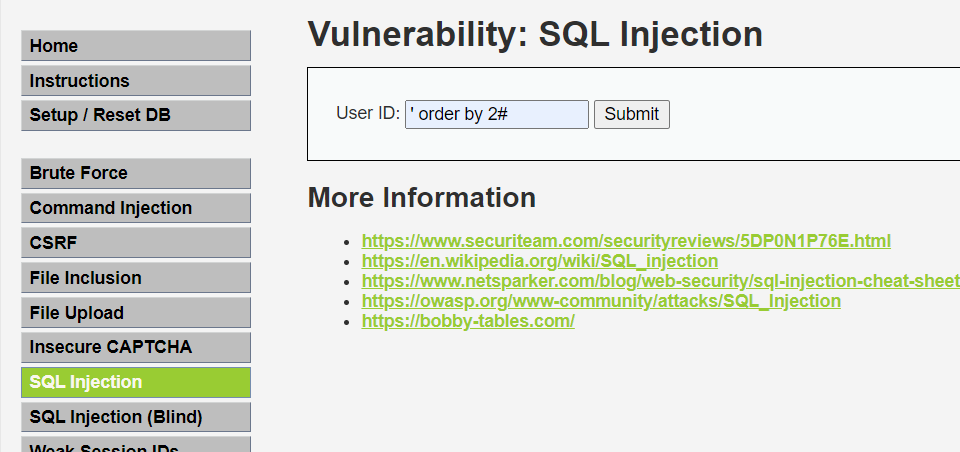 Home
Instructions
Setup / Reset DB
Brute Force
Command Injection
CSRF
File Inclusion
File Upload
Insecure CAPTCHA
SQL Injection
SQL Injection (Blind)
Weak Session IDs
Vulnerability: SQL Injection
User ID: ' order by 2# Submit
More Information
https://www.securiteam.com/securityreviews/5DP0N1P76E.html
https://en.wikipedia.org/wiki/SQL_injection
https://www.netsparker.com/blog/web-security/sql-injection-cheat-sheet
https://owasp.org/www-community/attacks/SQL_Injection
https://bobby-tables.com/